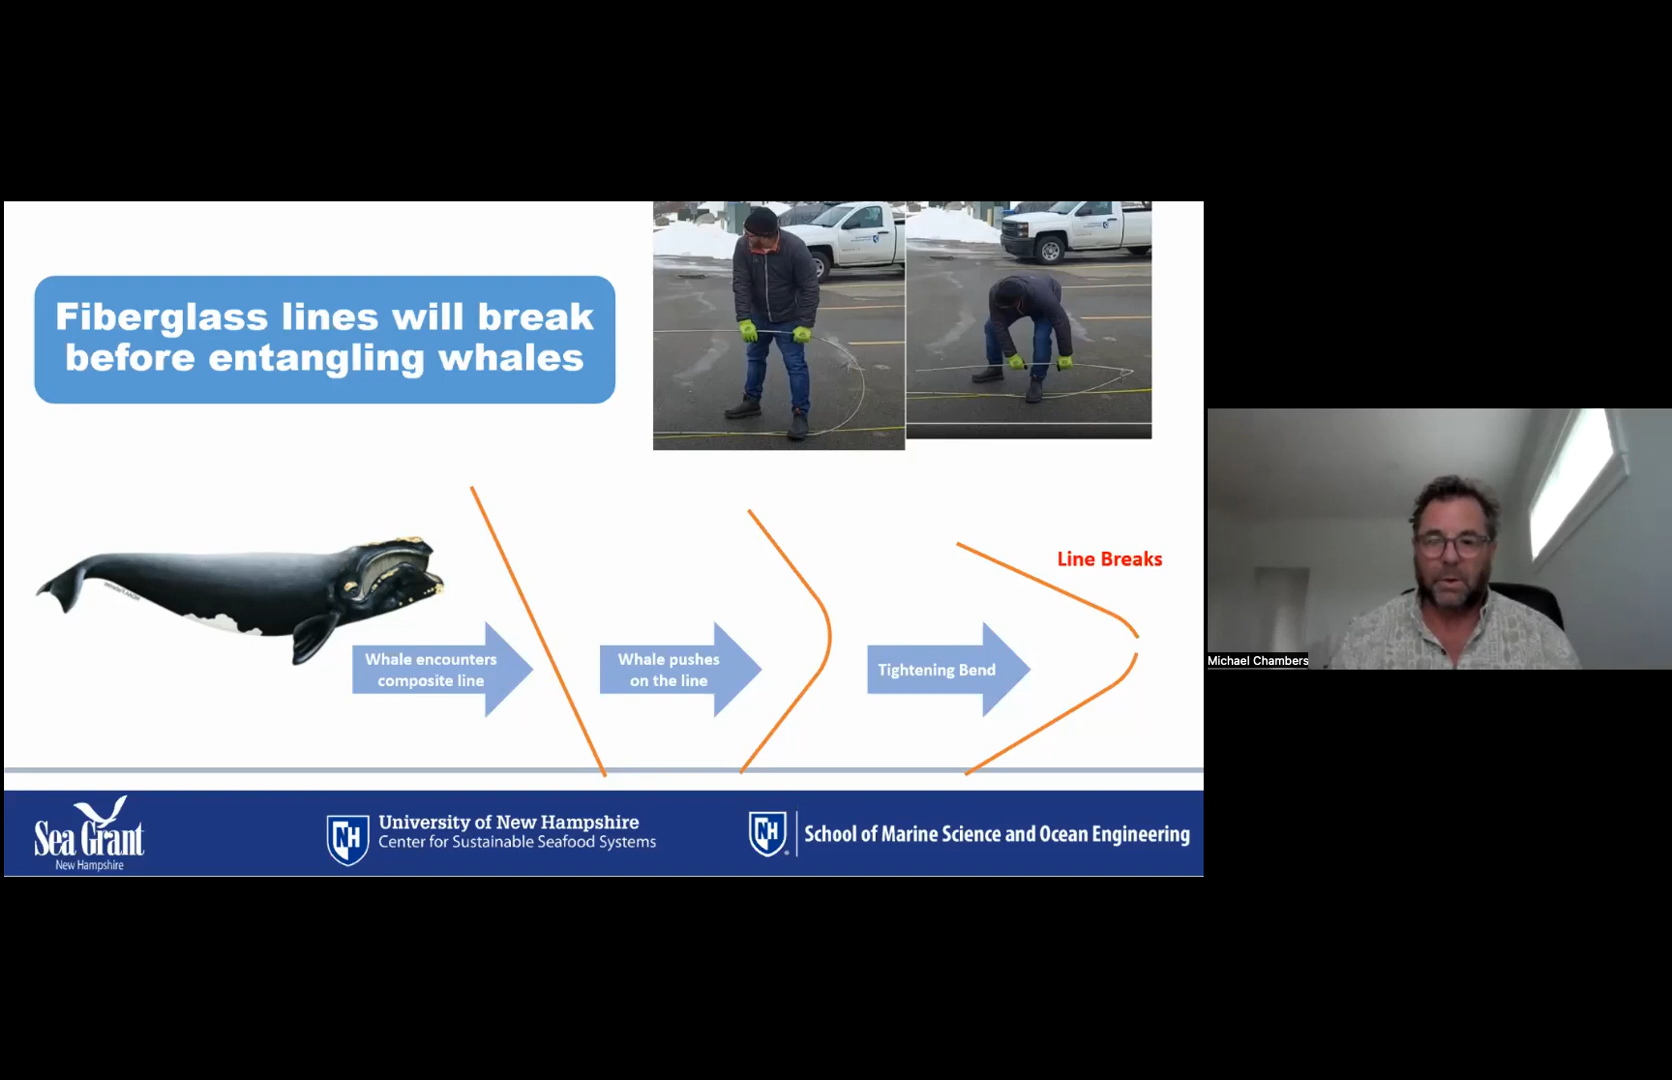 Fiberglass lines will break
before entangling whales
Line Breaks
Whale encounters
composite line
Whale pushes
on the line
Tightening Bend
Michael Chambers
Sea Grant
New Hampshire
NH
University of New Hampshire
Center for Sustainable Seafood Systems
NH
School of Marine Science and Ocean Engineering